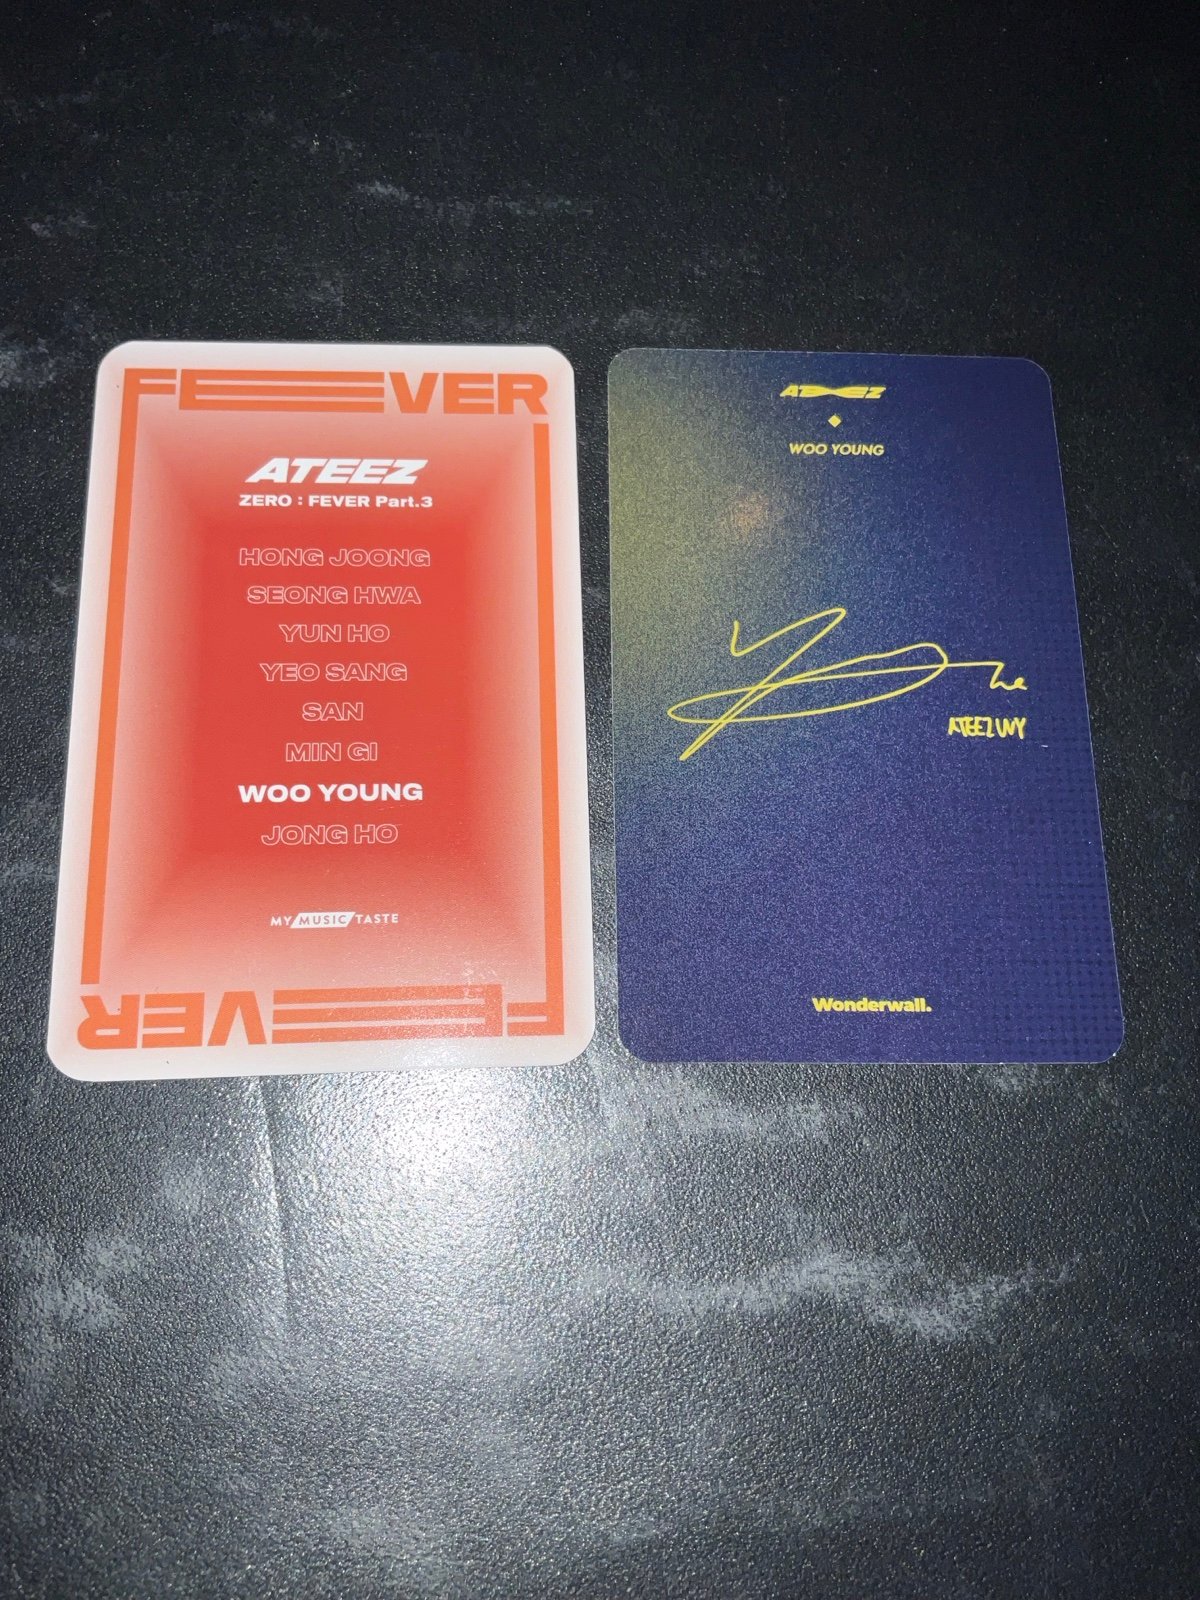 FEVER
ATEEZ
ZERO : FEVER Part.3
HONG JOONG
SEONG HWA
YUN HO
YEO SANG
SAN
MIN GI
WOO YOUNG
JONG HO
MY MUSIC TASTE
FEVER
ATEEZ
WOO YOUNG
ATEEZ WY
Wonderwall.